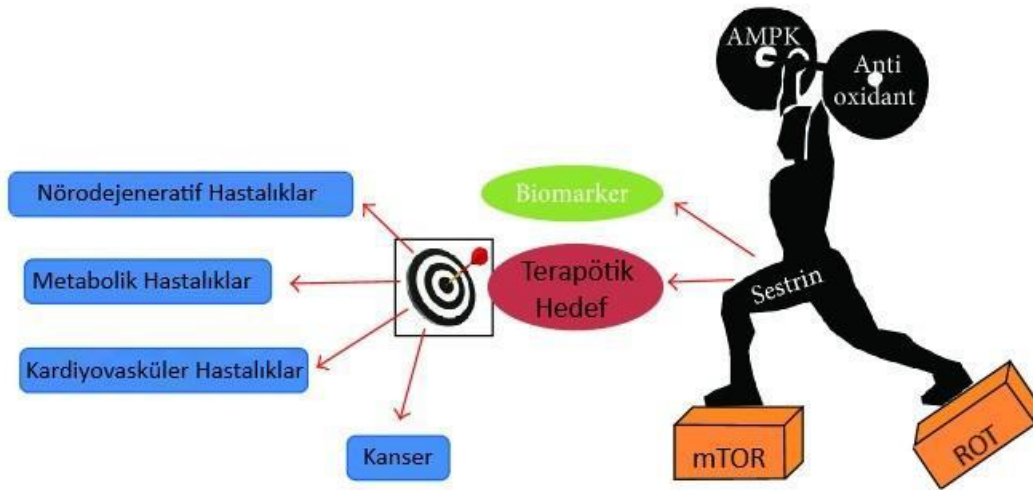 AMPK
Anti
oxidant
Nörodejeneratif Hastalıklar
Biomarker
Metabolik Hastalıklar
Terapötik
Hedef
Sestrin
Kardiyovasküler Hastalıklar
Kanser
mTOR
ROT